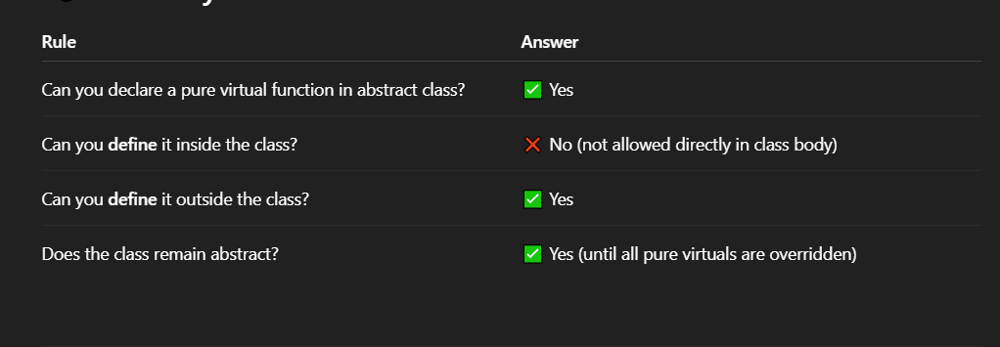 Rule Answer
Can you declare a pure virtual function in abstract class? ✅ Yes
Can you define it inside the class? ❌ No (not allowed directly in class body)
Can you define it outside the class? ✅ Yes
Does the class remain abstract? ✅ Yes (until all pure virtuals are overridden)